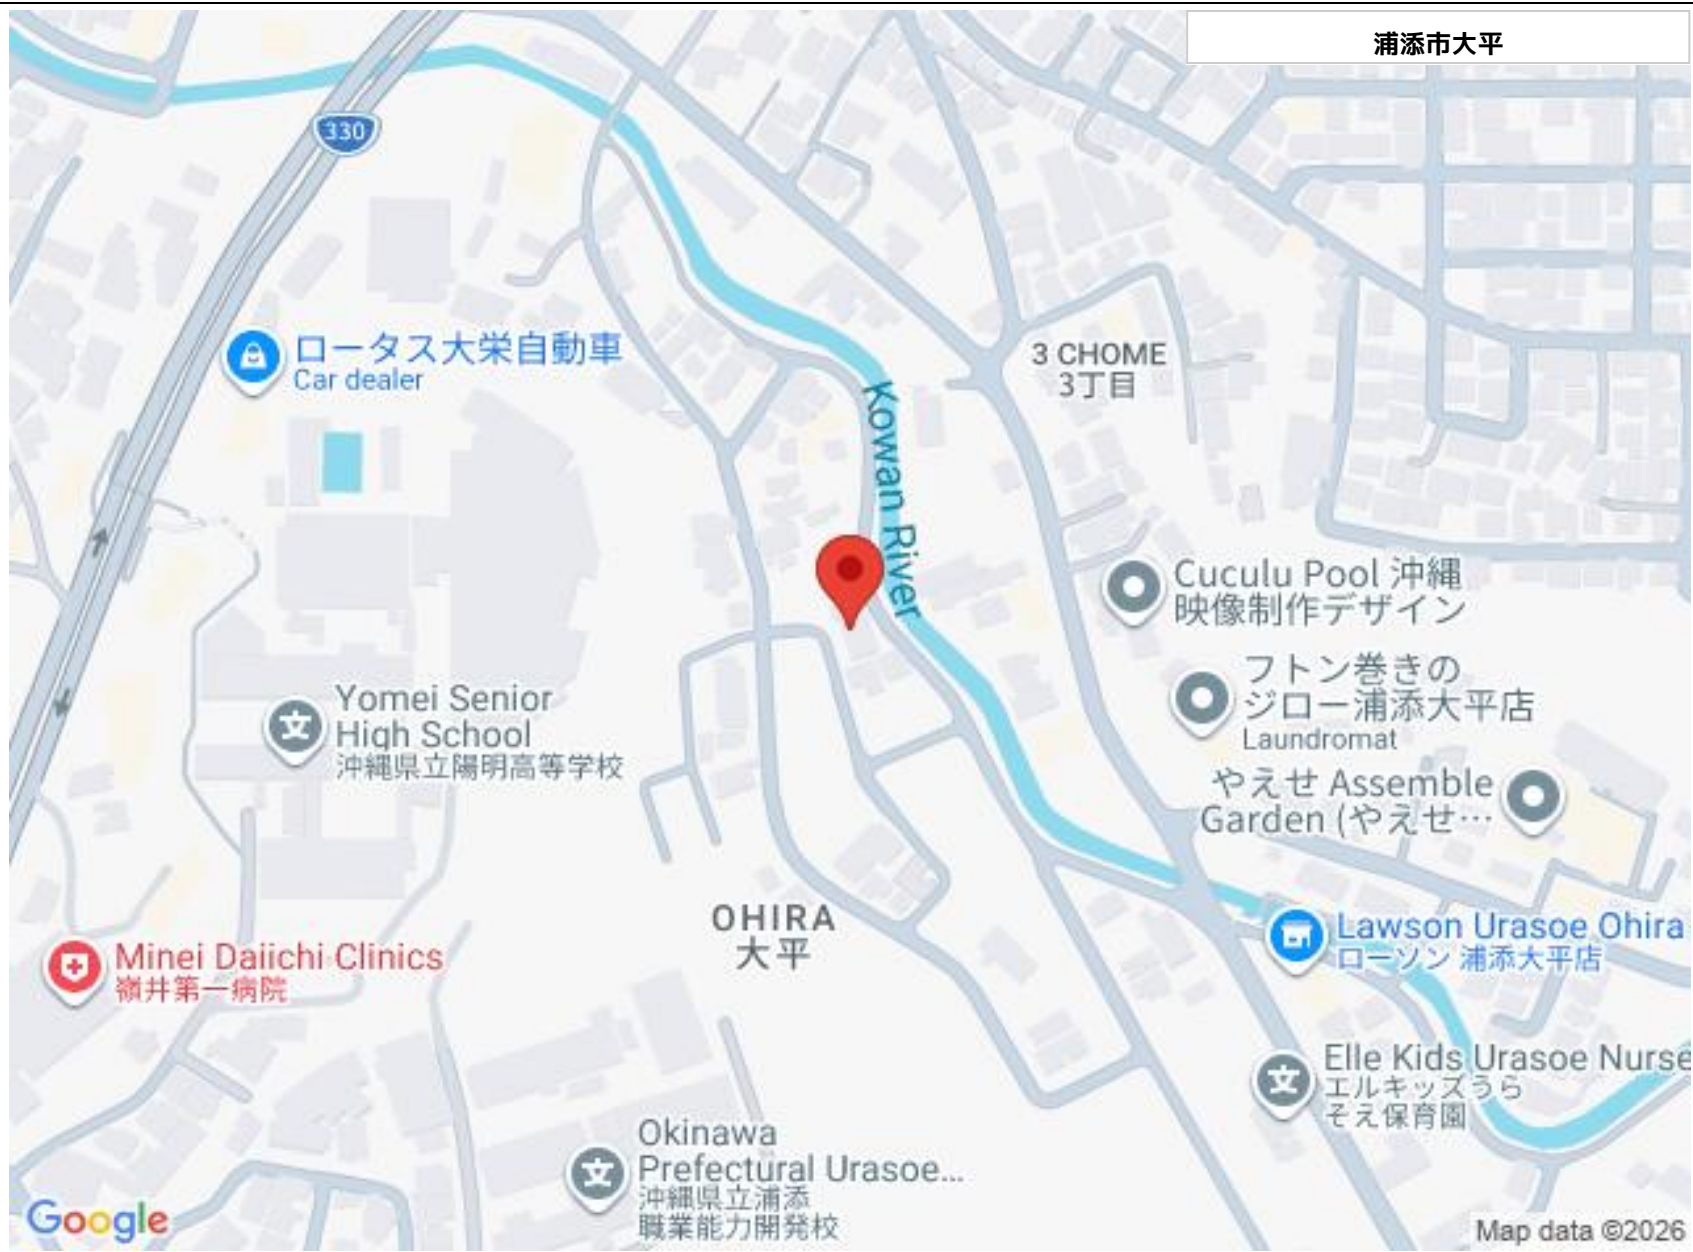 浦添市大平
330
ロータス大栄自動車
Car dealer
3 CHOME
3丁目
Kowan River
Cuculu Pool 沖縄
映像制作デザイン
フトン巻きの
ジロー浦添大平店
Laundromat
Yomei Senior
High School
沖縄県立陽明高等学校
やえせ Assemble
Garden (やえせ…
OHIRA
大平
Lawson Urasoe Ohira
ローソン 浦添大平店
Minei Daiichi Clinics
嶺井第一病院
Elle Kids Urasoe Nurse
エルキッズうら
そえ保育園
Okinawa
Prefectural Urasoe...
沖縄県立浦添
職業能力開発校
Google
Map data ©2026